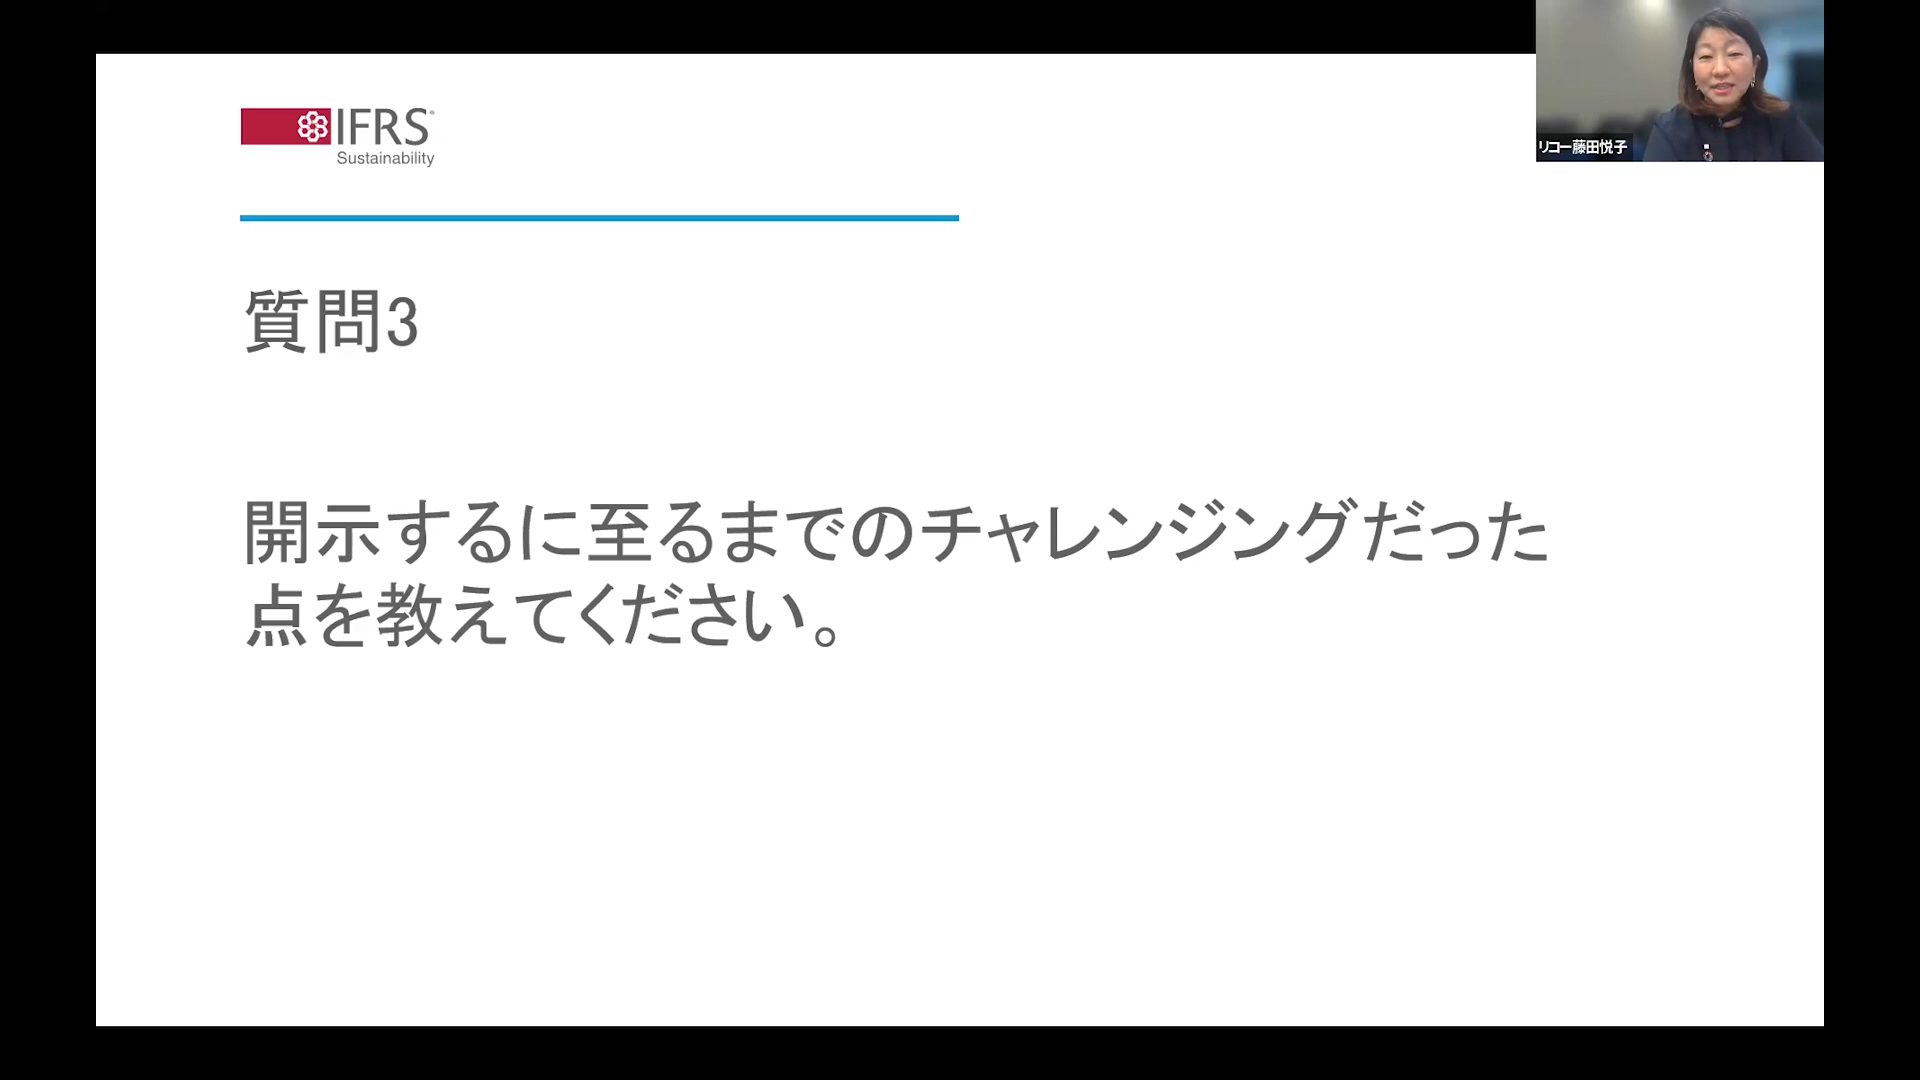 IFRS
Sustainability
リコー藤田悦子
質問3
開示するに至るまでのチャレンジングだった
点を教えてください。